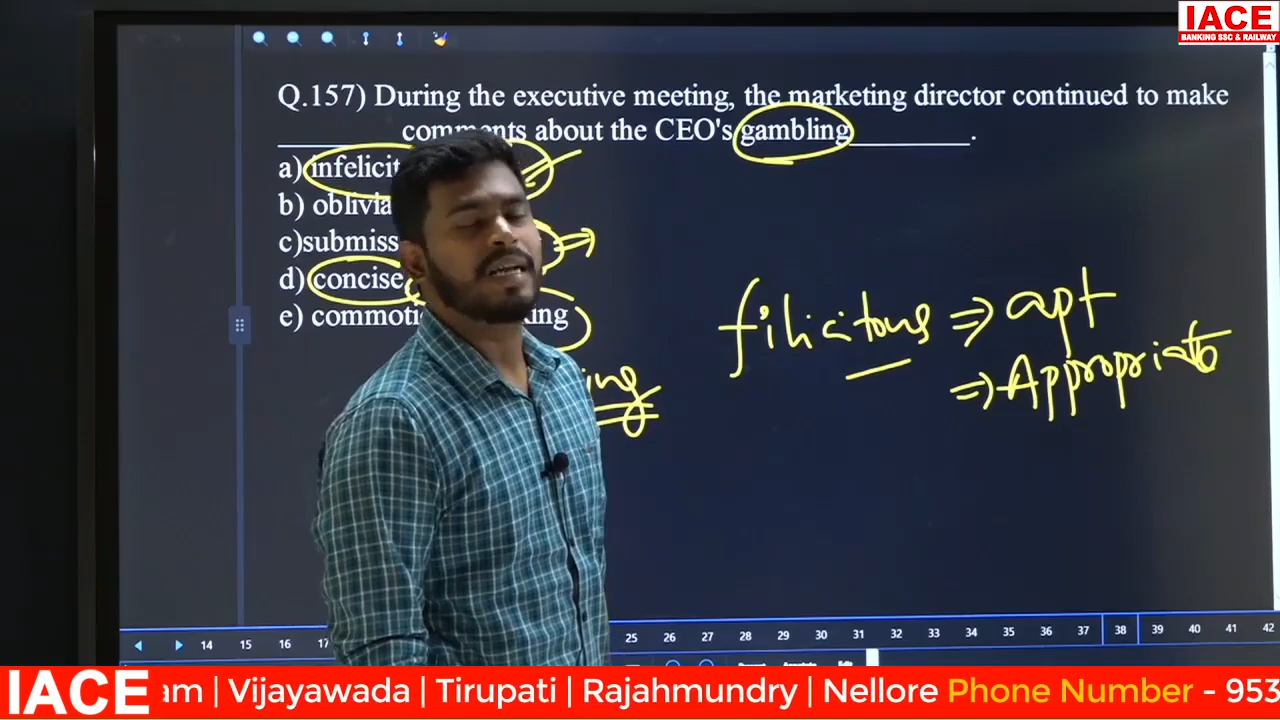 IACE
BANKING SSC & RAILWAY
Q.157) During the executive meeting, the marketing director continued to make
________ comments about the CEO's gambling________.
a) infelicit
b) oblivia
c)submiss
d) concise
e) commoti king
ing
filicitous ⇒ apt
⇒ Appropriate
14 15 16 17 25 26 27 28 29 30 31 32 33 34 35 36 37 38 39 40 41 42
IACE am | Vijayawada | Tirupati | Rajahmundry | Nellore Phone Number - 953